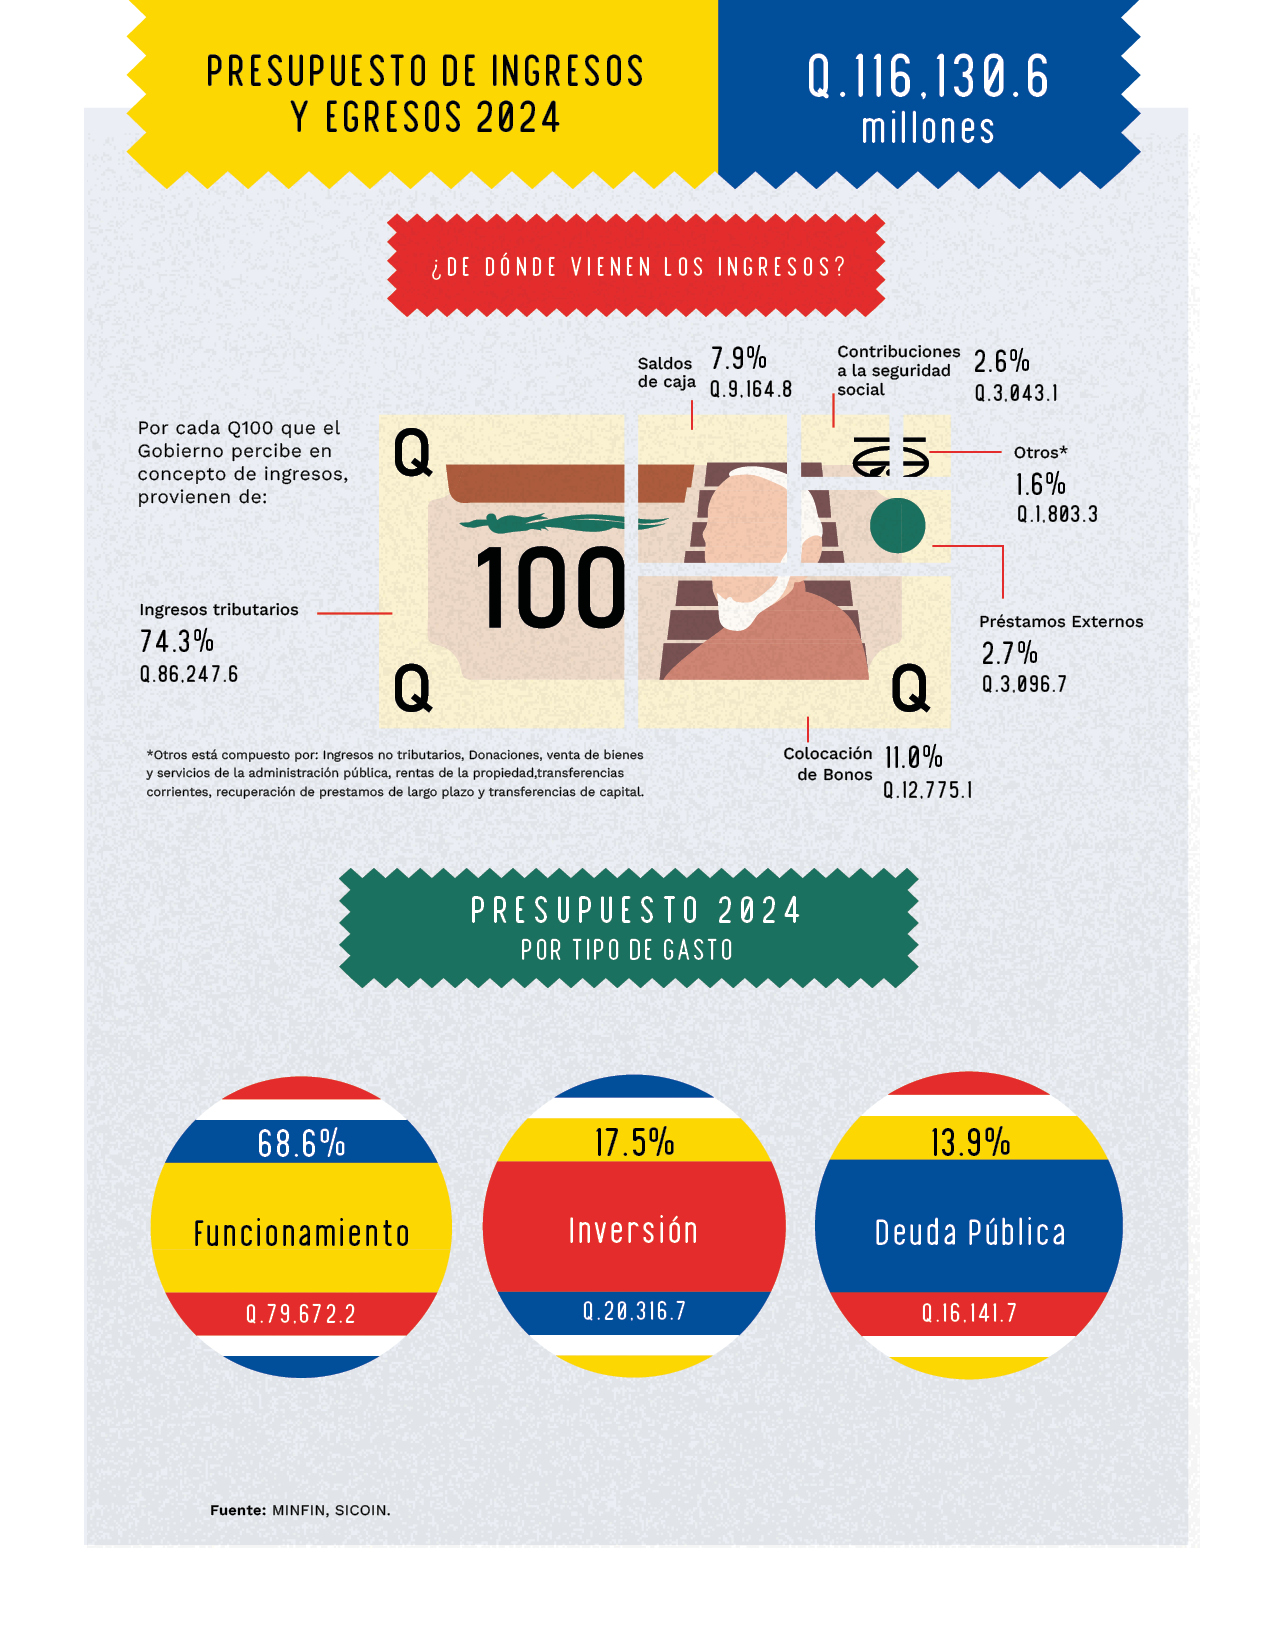 PRESUPUESTO DE INGRESOS
Y EGRESOS 2024
Q.116,130.6
millones
¿DE DÓNDE VIENEN LOS INGRESOS?
Por cada Q100 que el
Gobierno percibe en
concepto de ingresos,
provienen de:
Saldos
de caja
7.9%
Q.9,164.8
Contribuciones
a la seguridad
social
2.6%
Q.3,043.1
Otros*
1.6%
Q.1,803.3
Q
100
Q
Q
Ingresos tributarios
74.3%
Q.86,247.6
Préstamos Externos
2.7%
Q.3,096.7
Colocación
de Bonos
11.0%
Q.12,775.1
*Otros está compuesto por: Ingresos no tributarios, Donaciones, venta de bienes
y servicios de la administración pública, rentas de la propiedad,transferencias
corrientes, recuperación de prestamos de largo plazo y transferencias de capital.
PRESUPUESTO 2024
POR TIPO DE GASTO
68.6%
Funcionamiento
Q.79,672.2
17.5%
Inversión
Q.20,316.7
13.9%
Deuda Pública
Q.16,141.7
Fuente: MINFIN, SICOIN.